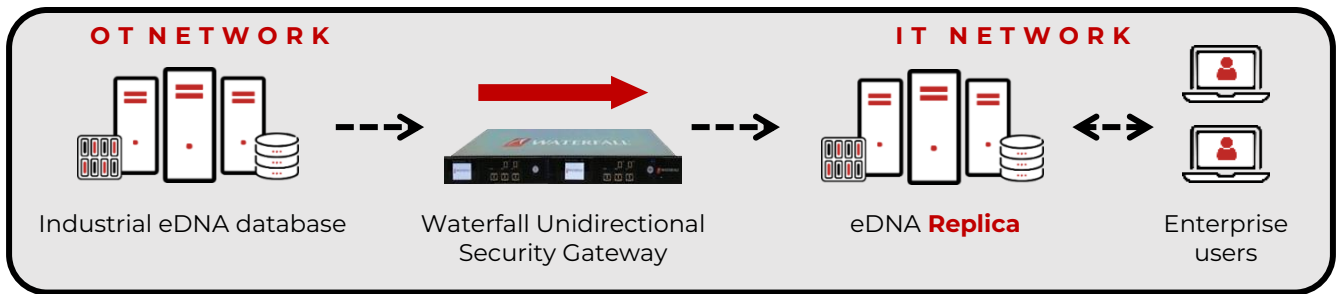 OT NETWORK
IT NETWORK
WATERFALL
Industrial eDNA database
Waterfall Unidirectional
Security Gateway
eDNA Replica
Enterprise
users